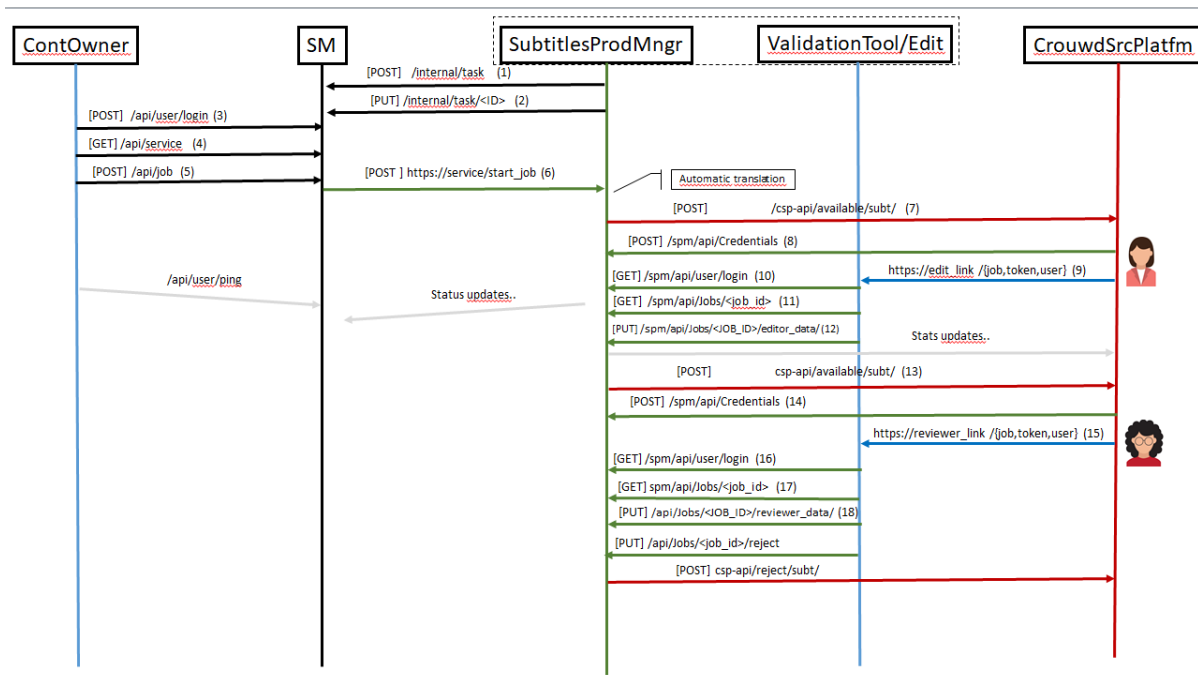 ContOwner
SM
SubtitlesProdMngr
ValidationTool/Edit
CrouwdSrcPlatfm
[POST] /internal/task (1)
[PUT] /internal/task/<ID> (2)
[POST] /api/user/login (3)
[GET] /api/service (4)
[POST] /api/job (5)
[POST ] https://service/start_job (6)
Automatic translation
[POST] /csp-api/available/subt/ (7)
[POST] /spm/api/Credentials (8)
https://edit_link /{job,token,user} (9)
[GET] /spm/api/user/login (10)
/api/user/ping
Status updates..
[GET] /spm/api/Jobs/<job_id> (11)
[PUT] /spm/api/Jobs/<JOB_ID>/editor_data/ (12)
Stats updates..
[POST] csp-api/available/subt/ (13)
[POST] /spm/api/Credentials (14)
https://reviewer_link /{job,token,user} (15)
[GET] /spm/api/user/login (16)
[GET] spm/api/Jobs/<job_id> (17)
[PUT] /api/Jobs/<JOB_ID>/reviewer_data/ (18)
[PUT] /api/Jobs/<job_id>/reject
[POST] csp-api/reject/subt/